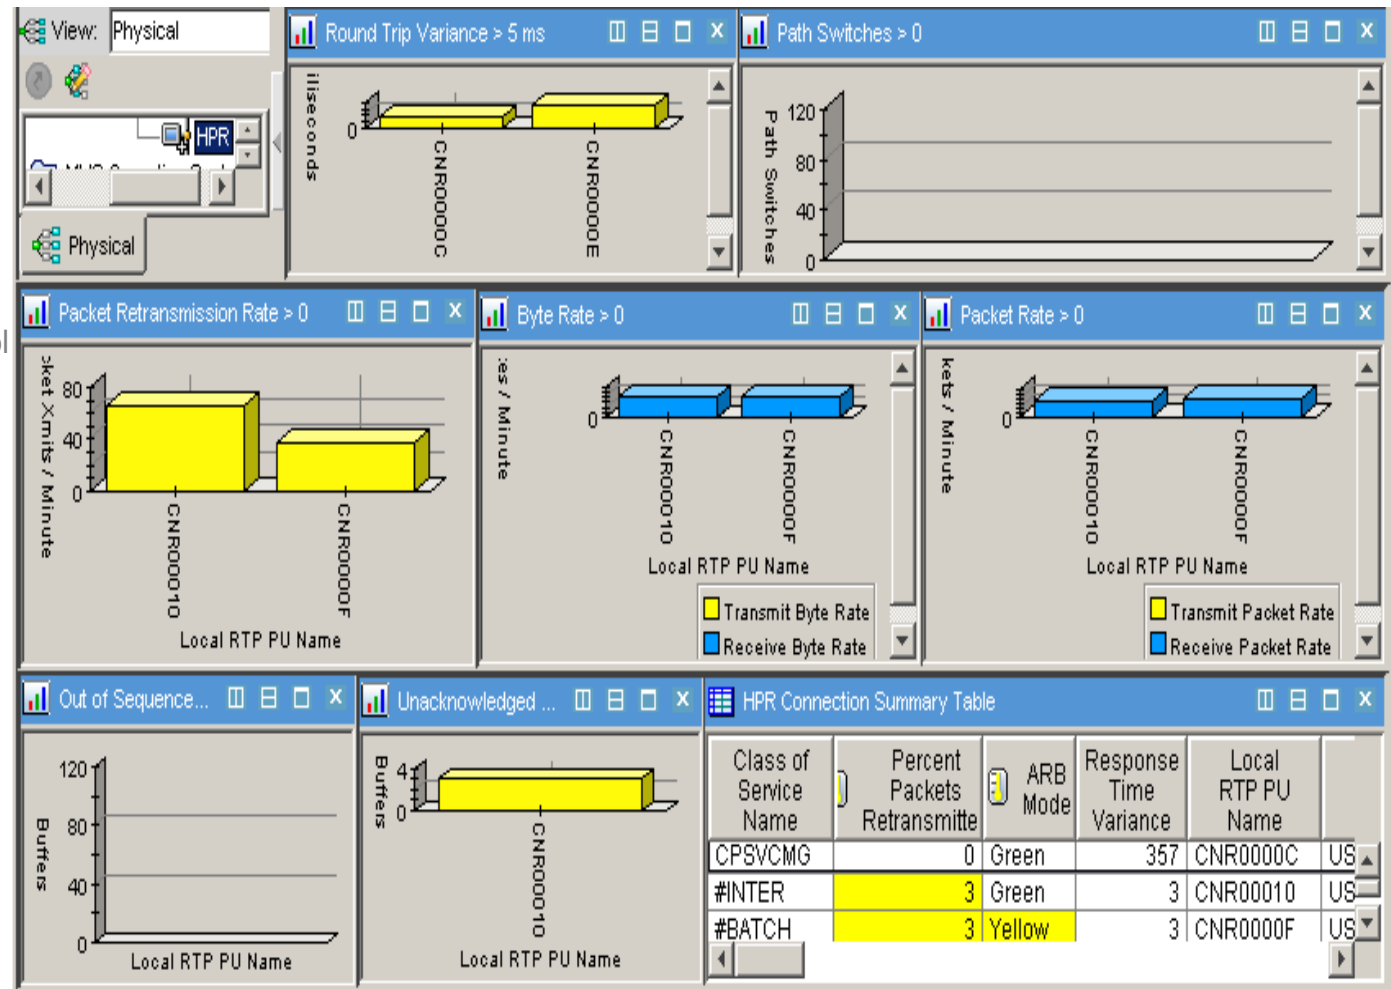 View: Physical
HPR
Physical
Round Trip Variance > 5 ms
iliseconds
0
CNR0000C
CNR0000E
Path Switches > 0
Path Switches
120
80
40
0
ol
Packet Retransmission Rate > 0
cket Xmits / Minute
80
40
0
CNR00010
CNR0000F
Local RTP PU Name
Byte Rate > 0
es / Minute
0
CNR00010
CNR0000F
Local RTP PU Name
Transmit Byte Rate
Receive Byte Rate
Packet Rate > 0
kets / Minute
0
CNR00010
CNR0000F
Local RTP PU Name
Transmit Packet Rate
Receive Packet Rate
Out of Sequence...
Buffers
120
80
40
0
Local RTP PU Name
Unacknowledged ...
Buffers
4
0
CNR00010
Local RTP PU Name
HPR Connection Summary Table
Class of Service Name Percent Packets Retransmitte ARB Mode Response Time Variance Local RTP PU Name
CPSVCMG 0 Green 357 CNR0000C US
#INTER 3 Green 3 CNR00010 US
#BATCH 3 Yellow 3 CNR0000F US